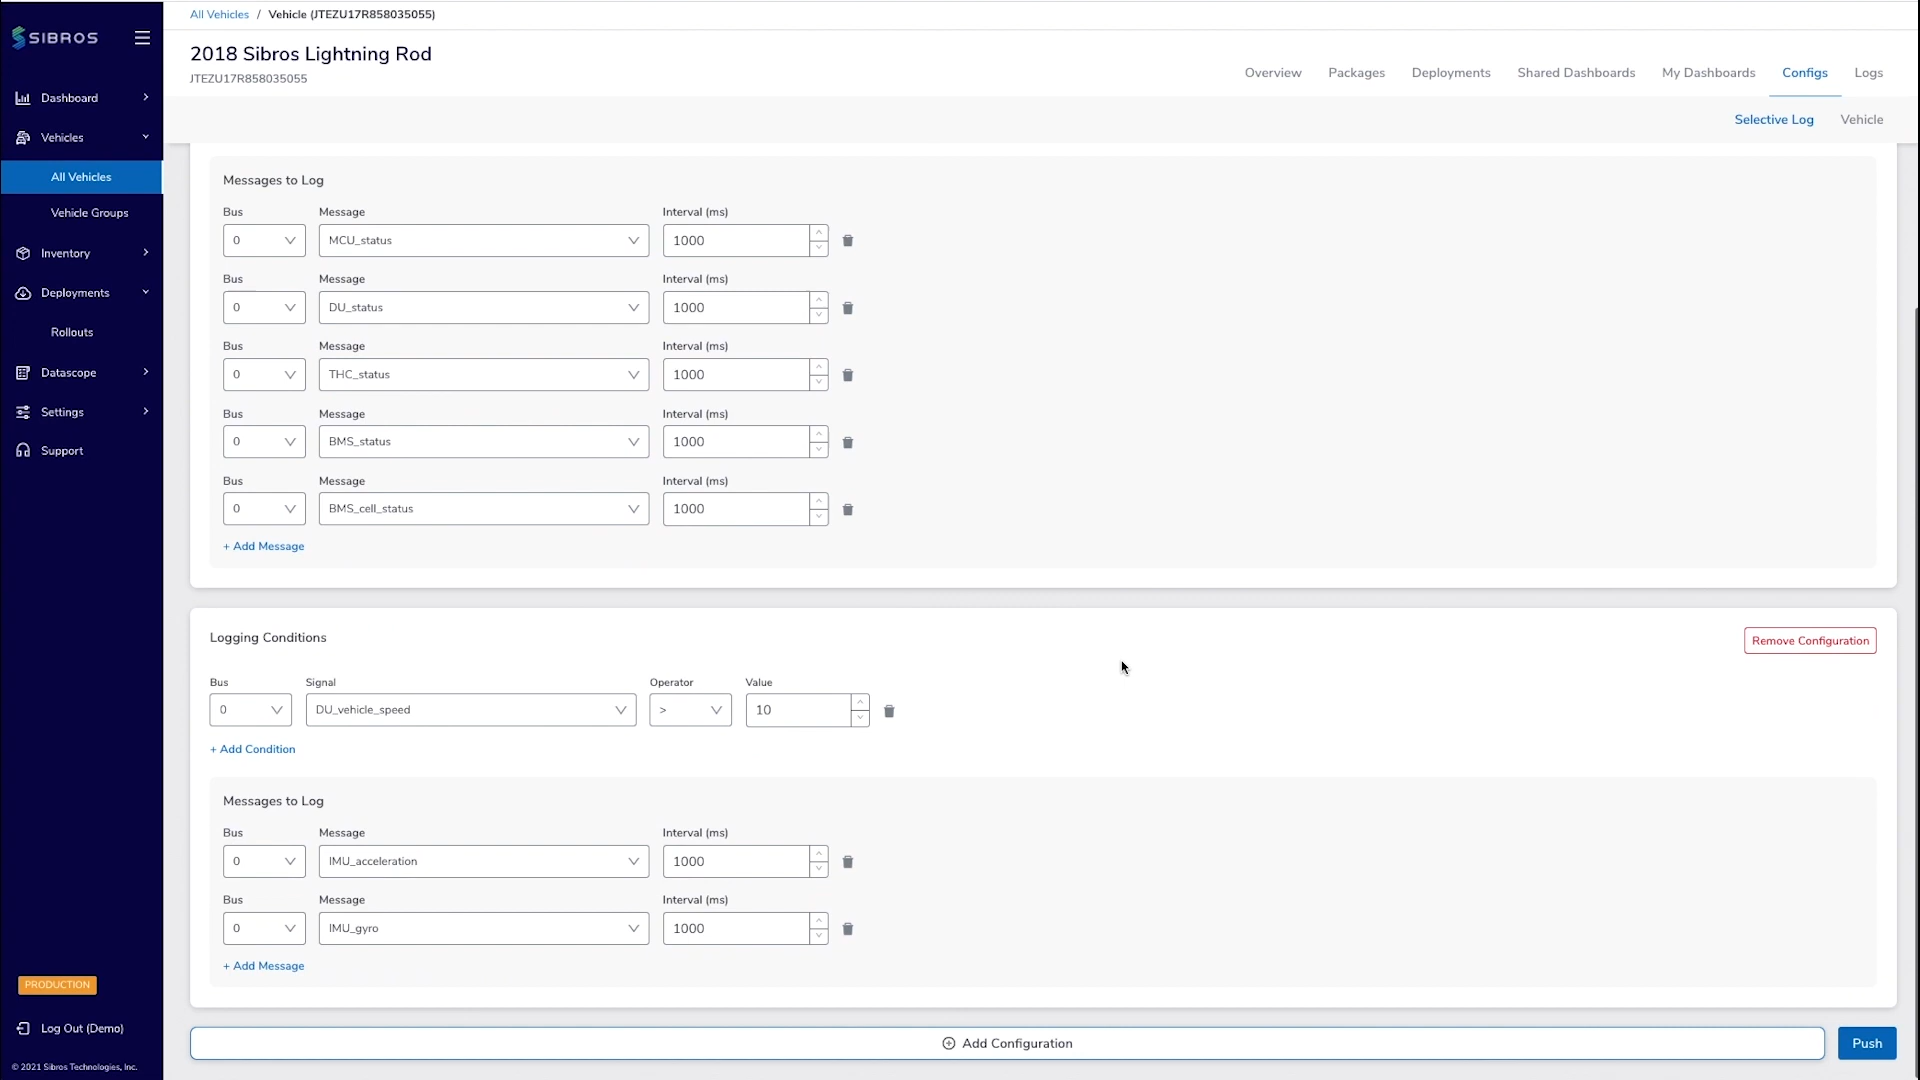 All Vehicles / Vehicle (JTEZU17R858035055)
SIBROS
2018 Sibros Lightning Rod
JTEZU17R858035055
Overview Packages Deployments Shared Dashboards My Dashboards Configs Logs
Selective Log Vehicle
Dashboard
Vehicles
All Vehicles
Vehicle Groups
Inventory
Deployments
Rollouts
Datascope
Settings
Support
PRODUCTION
Log Out (Demo)
© 2021 Sibros Technologies, Inc.
Messages to Log
Bus Message Interval (ms)
0 MCU_status 1000
Bus Message Interval (ms)
0 DU_status 1000
Bus Message Interval (ms)
0 THC_status 1000
Bus Message Interval (ms)
0 BMS_status 1000
Bus Message Interval (ms)
0 BMS_cell_status 1000
+ Add Message
Logging Conditions
Remove Configuration
Bus Signal Operator Value
0 DU_vehicle_speed > 10
+ Add Condition
Messages to Log
Bus Message Interval (ms)
0 IMU_acceleration 1000
Bus Message Interval (ms)
0 IMU_gyro 1000
+ Add Message
Add Configuration
Push